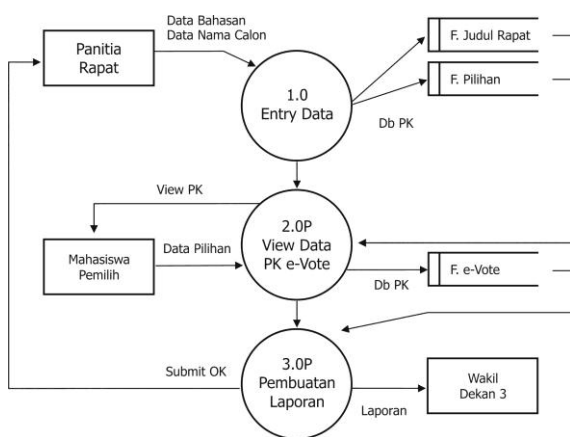 Data Bahasan
Data Nama Calon
Panitia
Rapat
F. Judul Rapat
F. Pilihan
1.0
Entry Data
Db PK
View PK
2.0P
View Data
PK e-Vote
Mahasiswa
Pemilih
Data Pilihan
F. e-Vote
Db PK
3.0P
Pembuatan
Laporan
Submit OK
Wakil
Dekan 3
Laporan